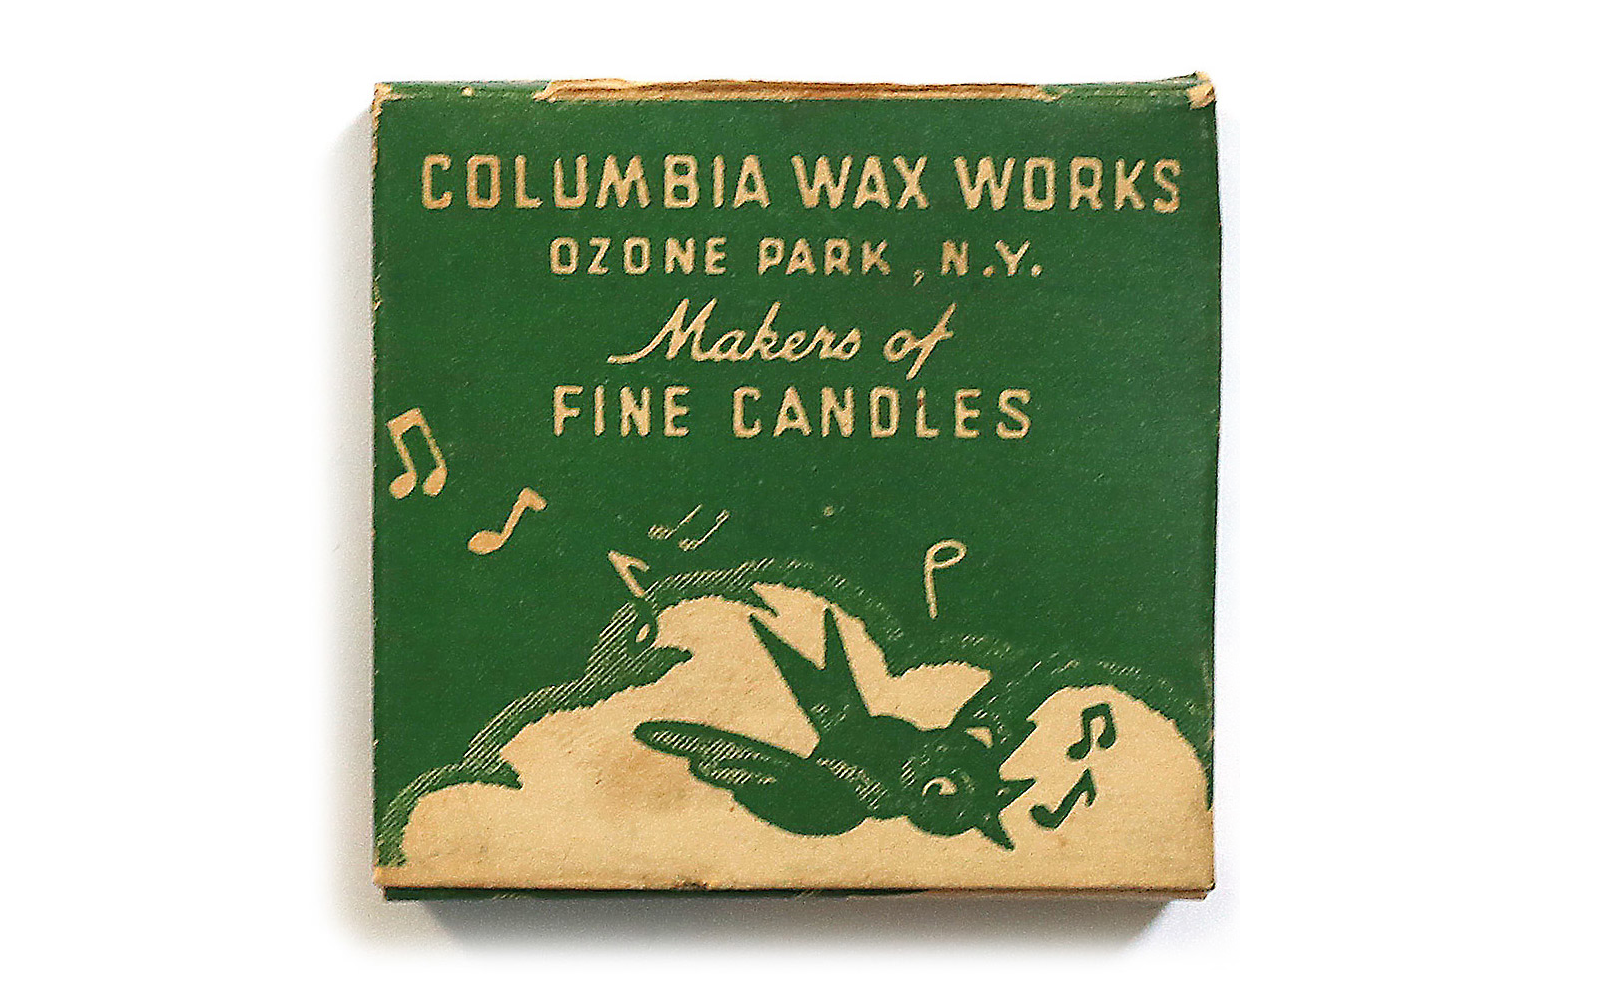 COLUMBIA WAX WORKS
OZONE PARK, N.Y.
Makers of
FINE CANDLES